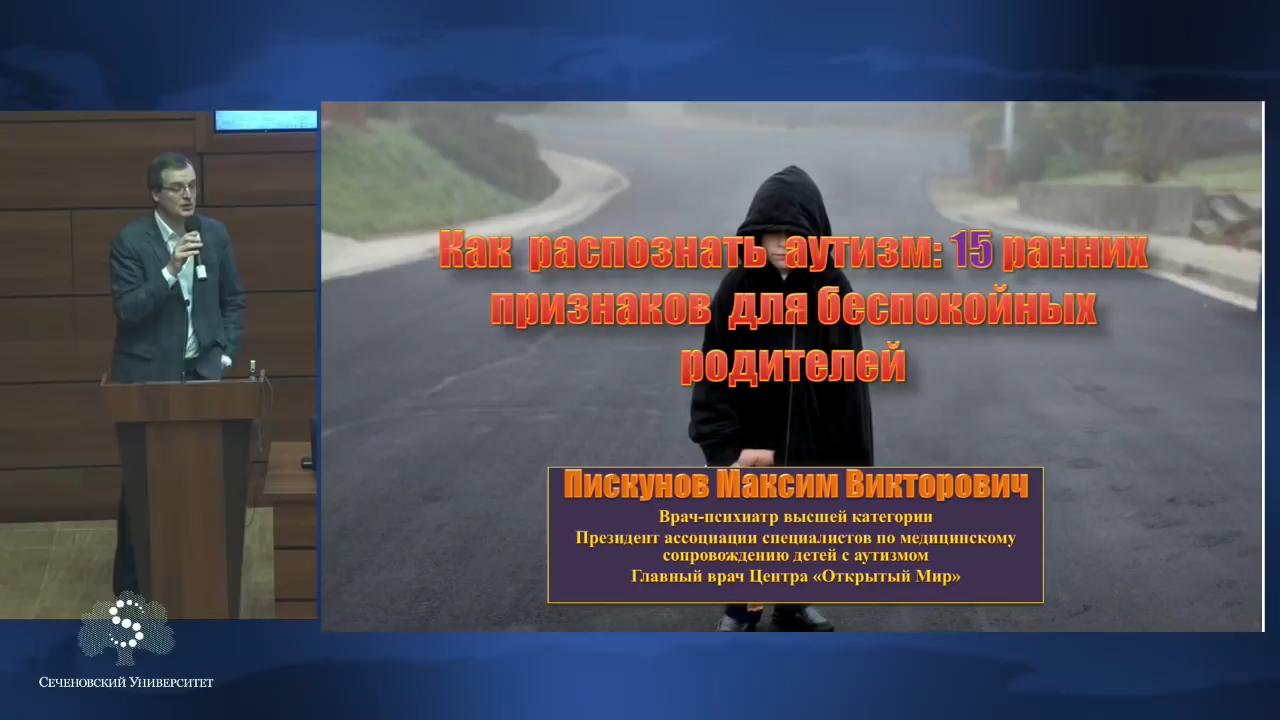 Как распознать аутизм: 15 ранних
признаков для беспокойных
родителей
Пискунов Максим Викторович
Врач-психиатр высшей категории
Президент ассоциации специалистов по медицинскому
сопровождению детей с аутизмом
Главный врач Центра «Открытый Мир»
Сеченовский Университет